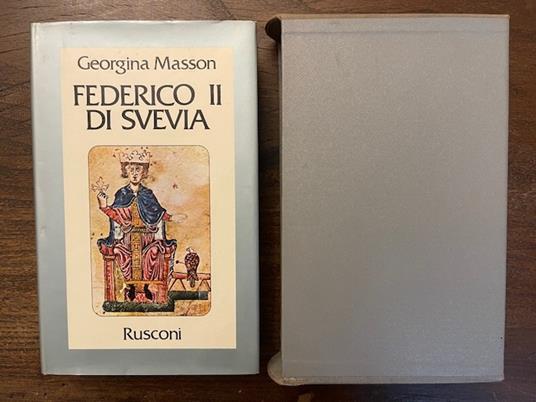 Georgina Masson
FEDERICO II
DI SVEVIA
Rusconi